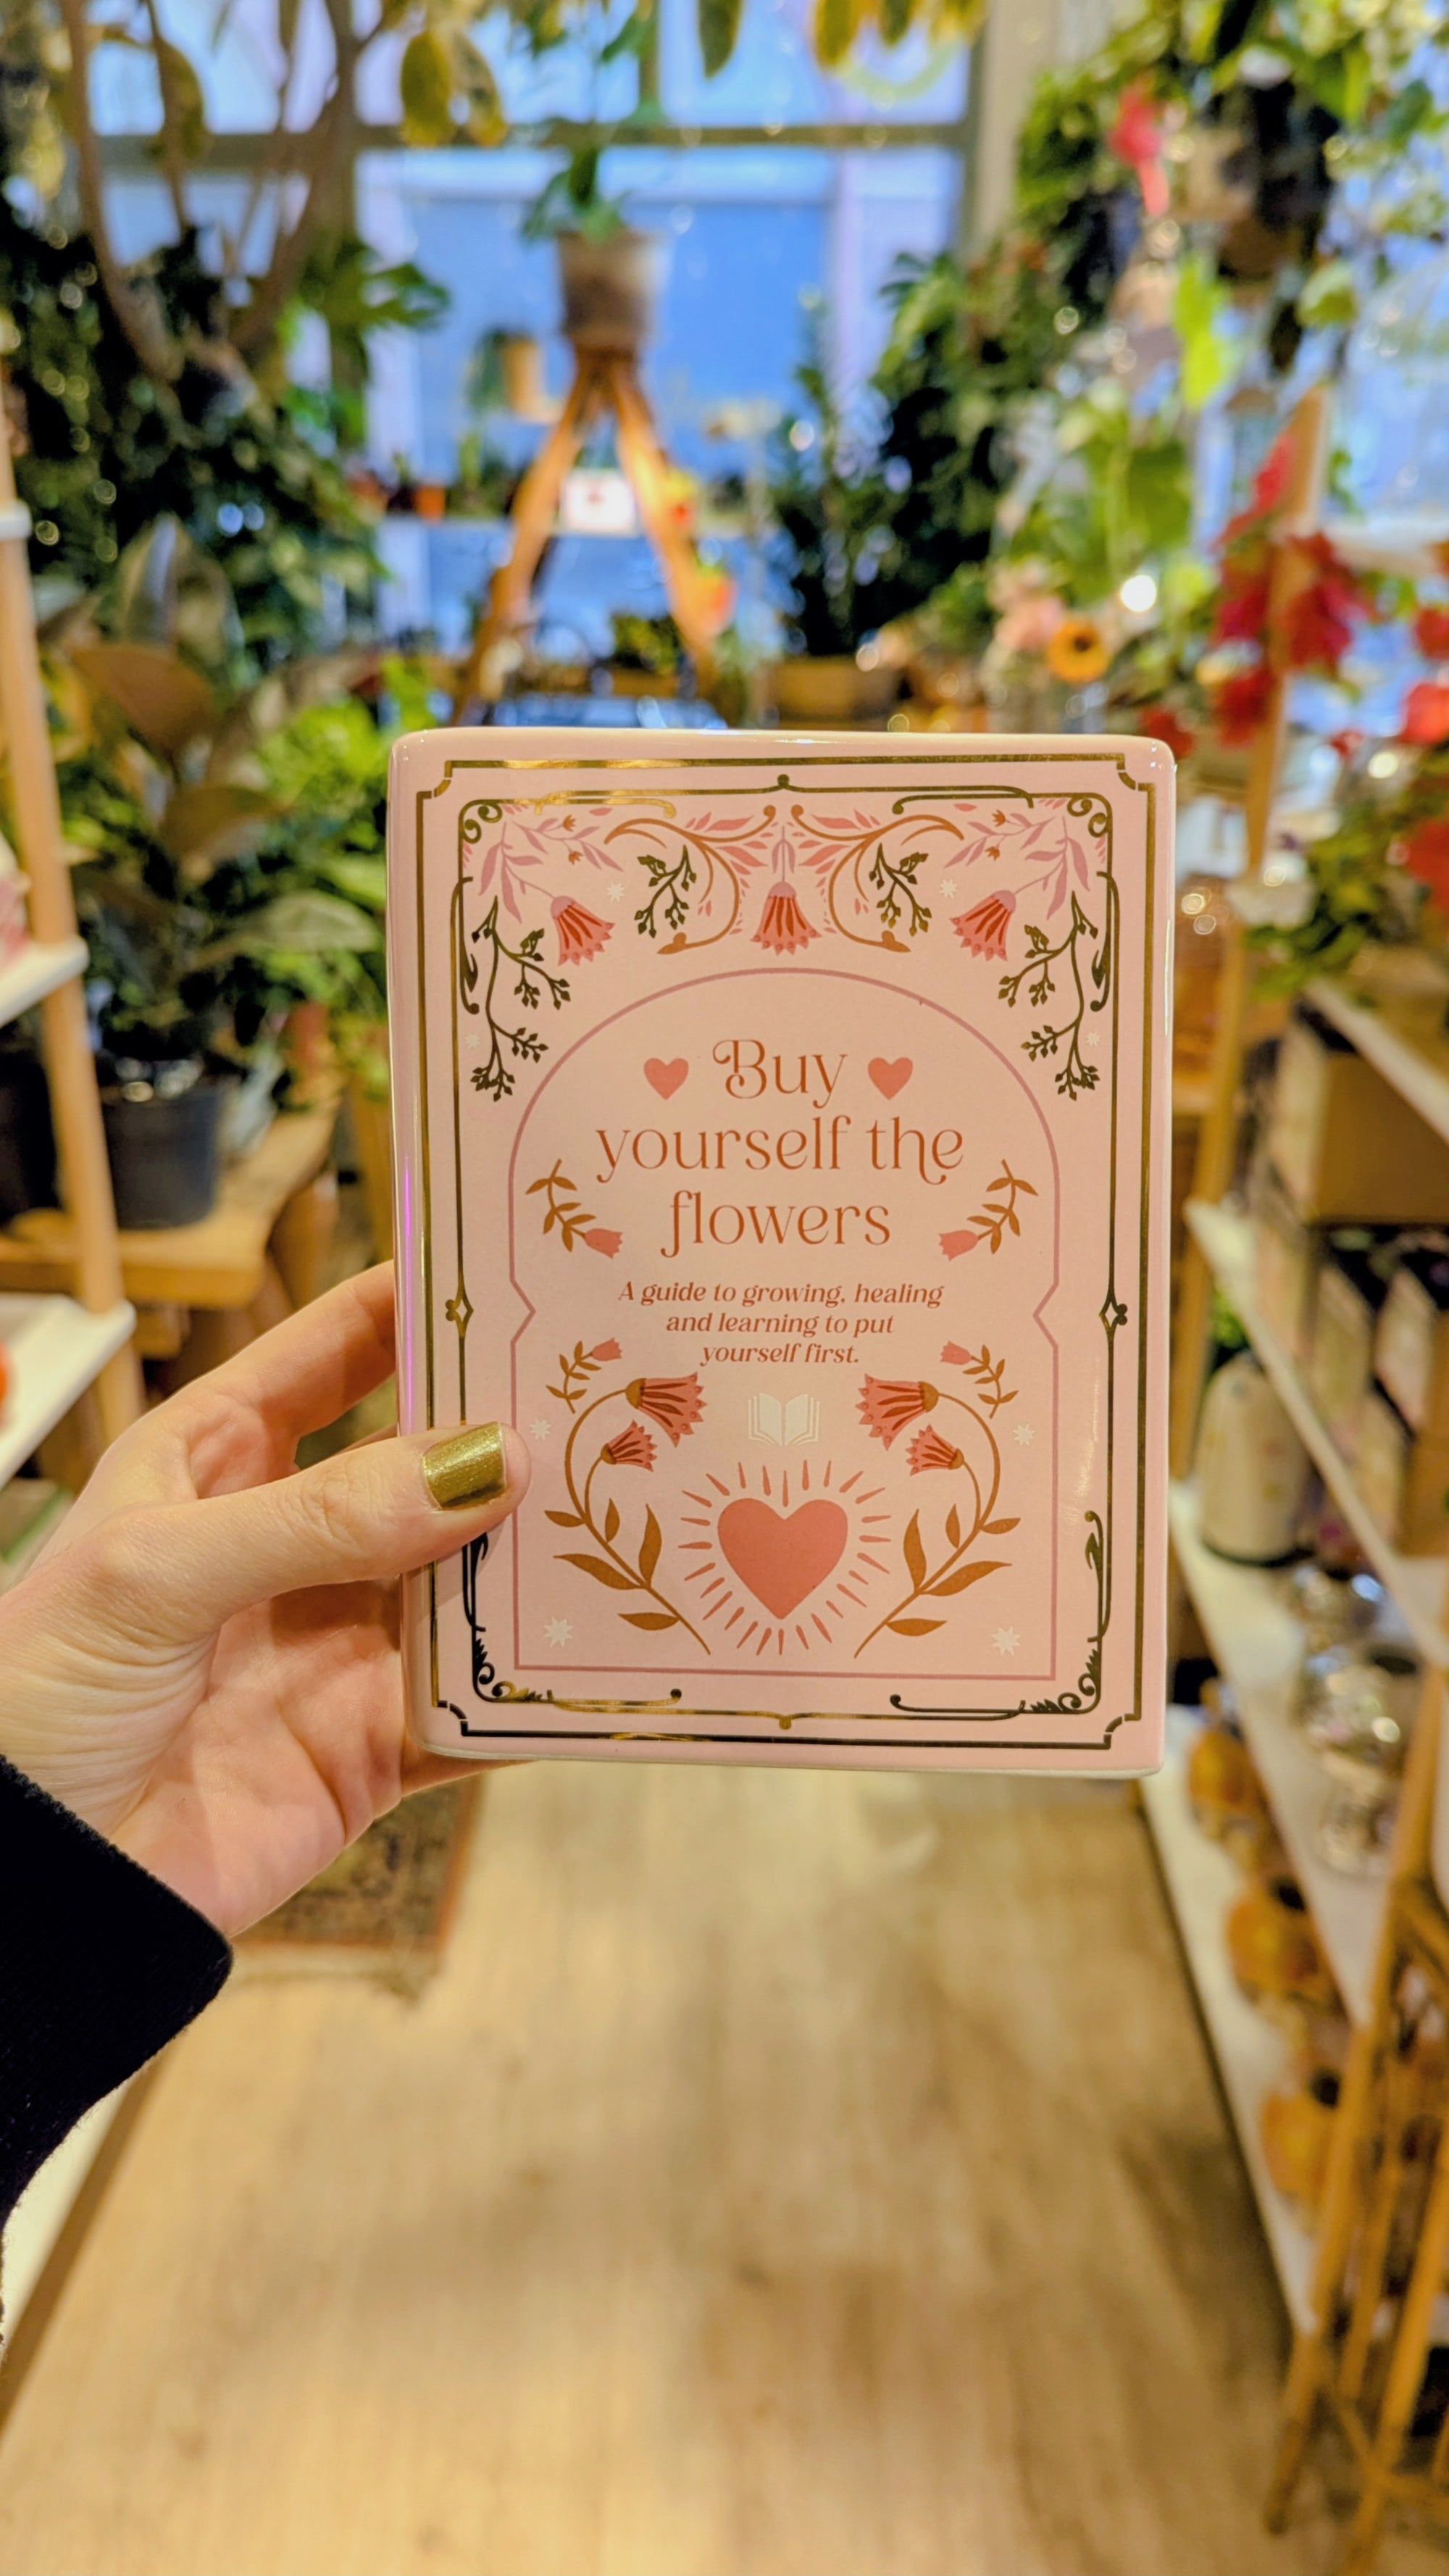 Buy
yourself the
flowers
A guide to growing, healing
and learning to put
yourself first.